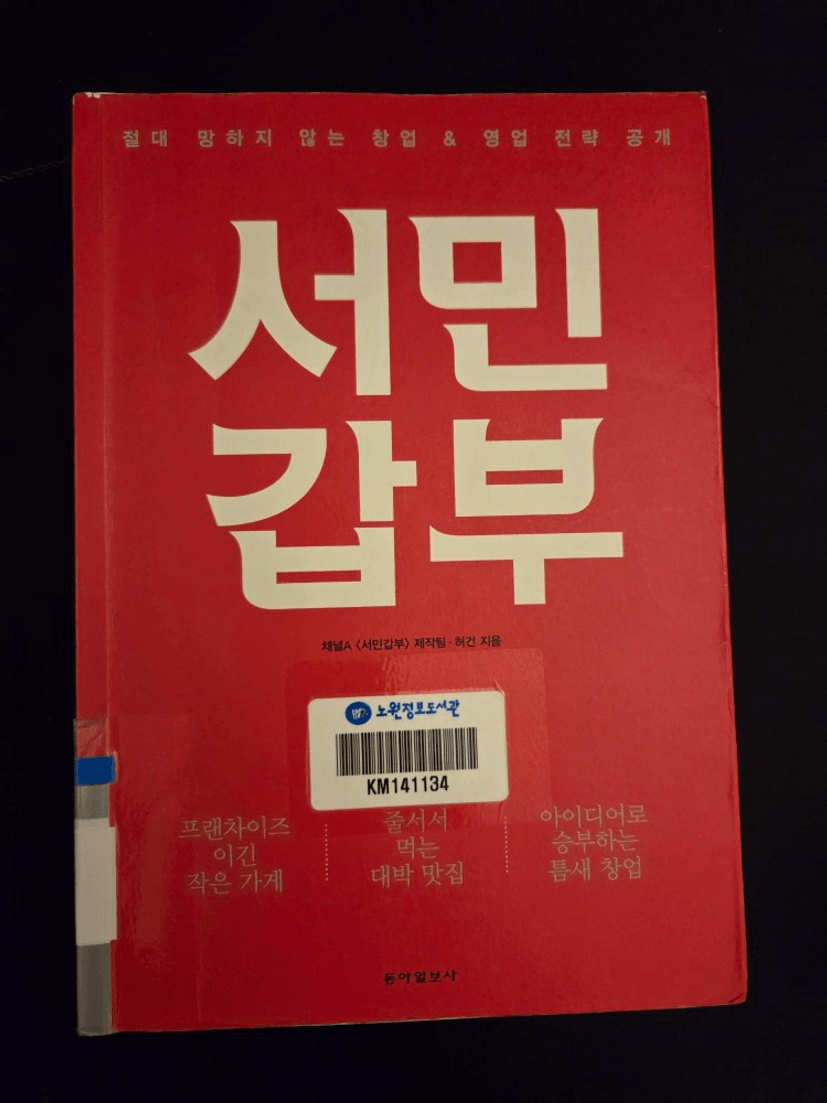 절대 망하지 않는 창업 & 영업 전략 공개
서민
갑부
채널A 〈서민갑부〉 제작팀 · 허건 지음
노원정보도서관
KM141134
프랜차이즈
이긴
작은 가게
줄서서
먹는
대박 맛집
아이디어로
승부하는
틈새 창업
동아일보사